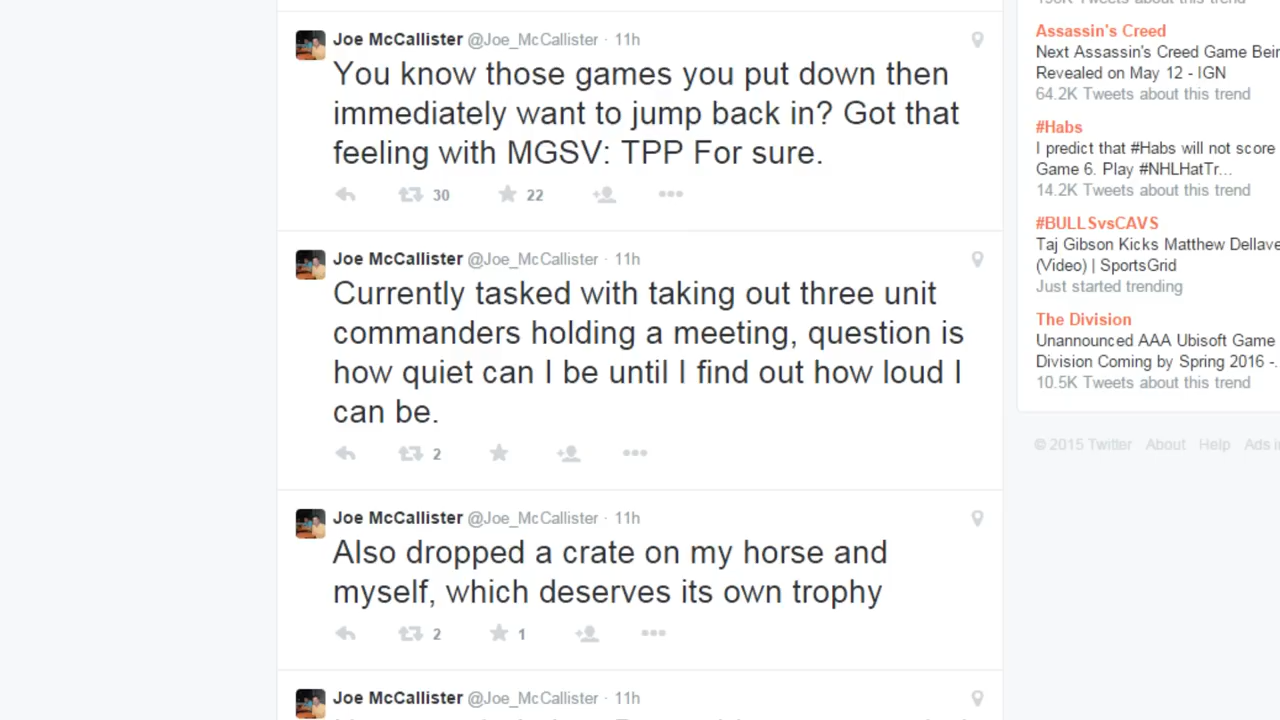 Joe McCallister @Joe_McCallister · 11h
You know those games you put down then
immediately want to jump back in? Got that
feeling with MGSV: TPP For sure.
30 22
Joe McCallister @Joe_McCallister · 11h
Currently tasked with taking out three unit
commanders holding a meeting, question is
how quiet can I be until I find out how loud I
can be.
2
Joe McCallister @Joe_McCallister · 11h
Also dropped a crate on my horse and
myself, which deserves its own trophy
2 1
Joe McCallister @Joe_McCallister · 11h
Tweets about this trend
Assassin's Creed
Next Assassin's Creed Game Bein
Revealed on May 12 - IGN
64.2K Tweets about this trend
#Habs
I predict that #Habs will not score
Game 6. Play #NHLHatTr...
14.2K Tweets about this trend
#BULLSvsCAVS
Taj Gibson Kicks Matthew Dellave
(Video) | SportsGrid
Just started trending
The Division
Unannounced AAA Ubisoft Game
Division Coming by Spring 2016 -.
10.5K Tweets about this trend
© 2015 Twitter About Help Ads in